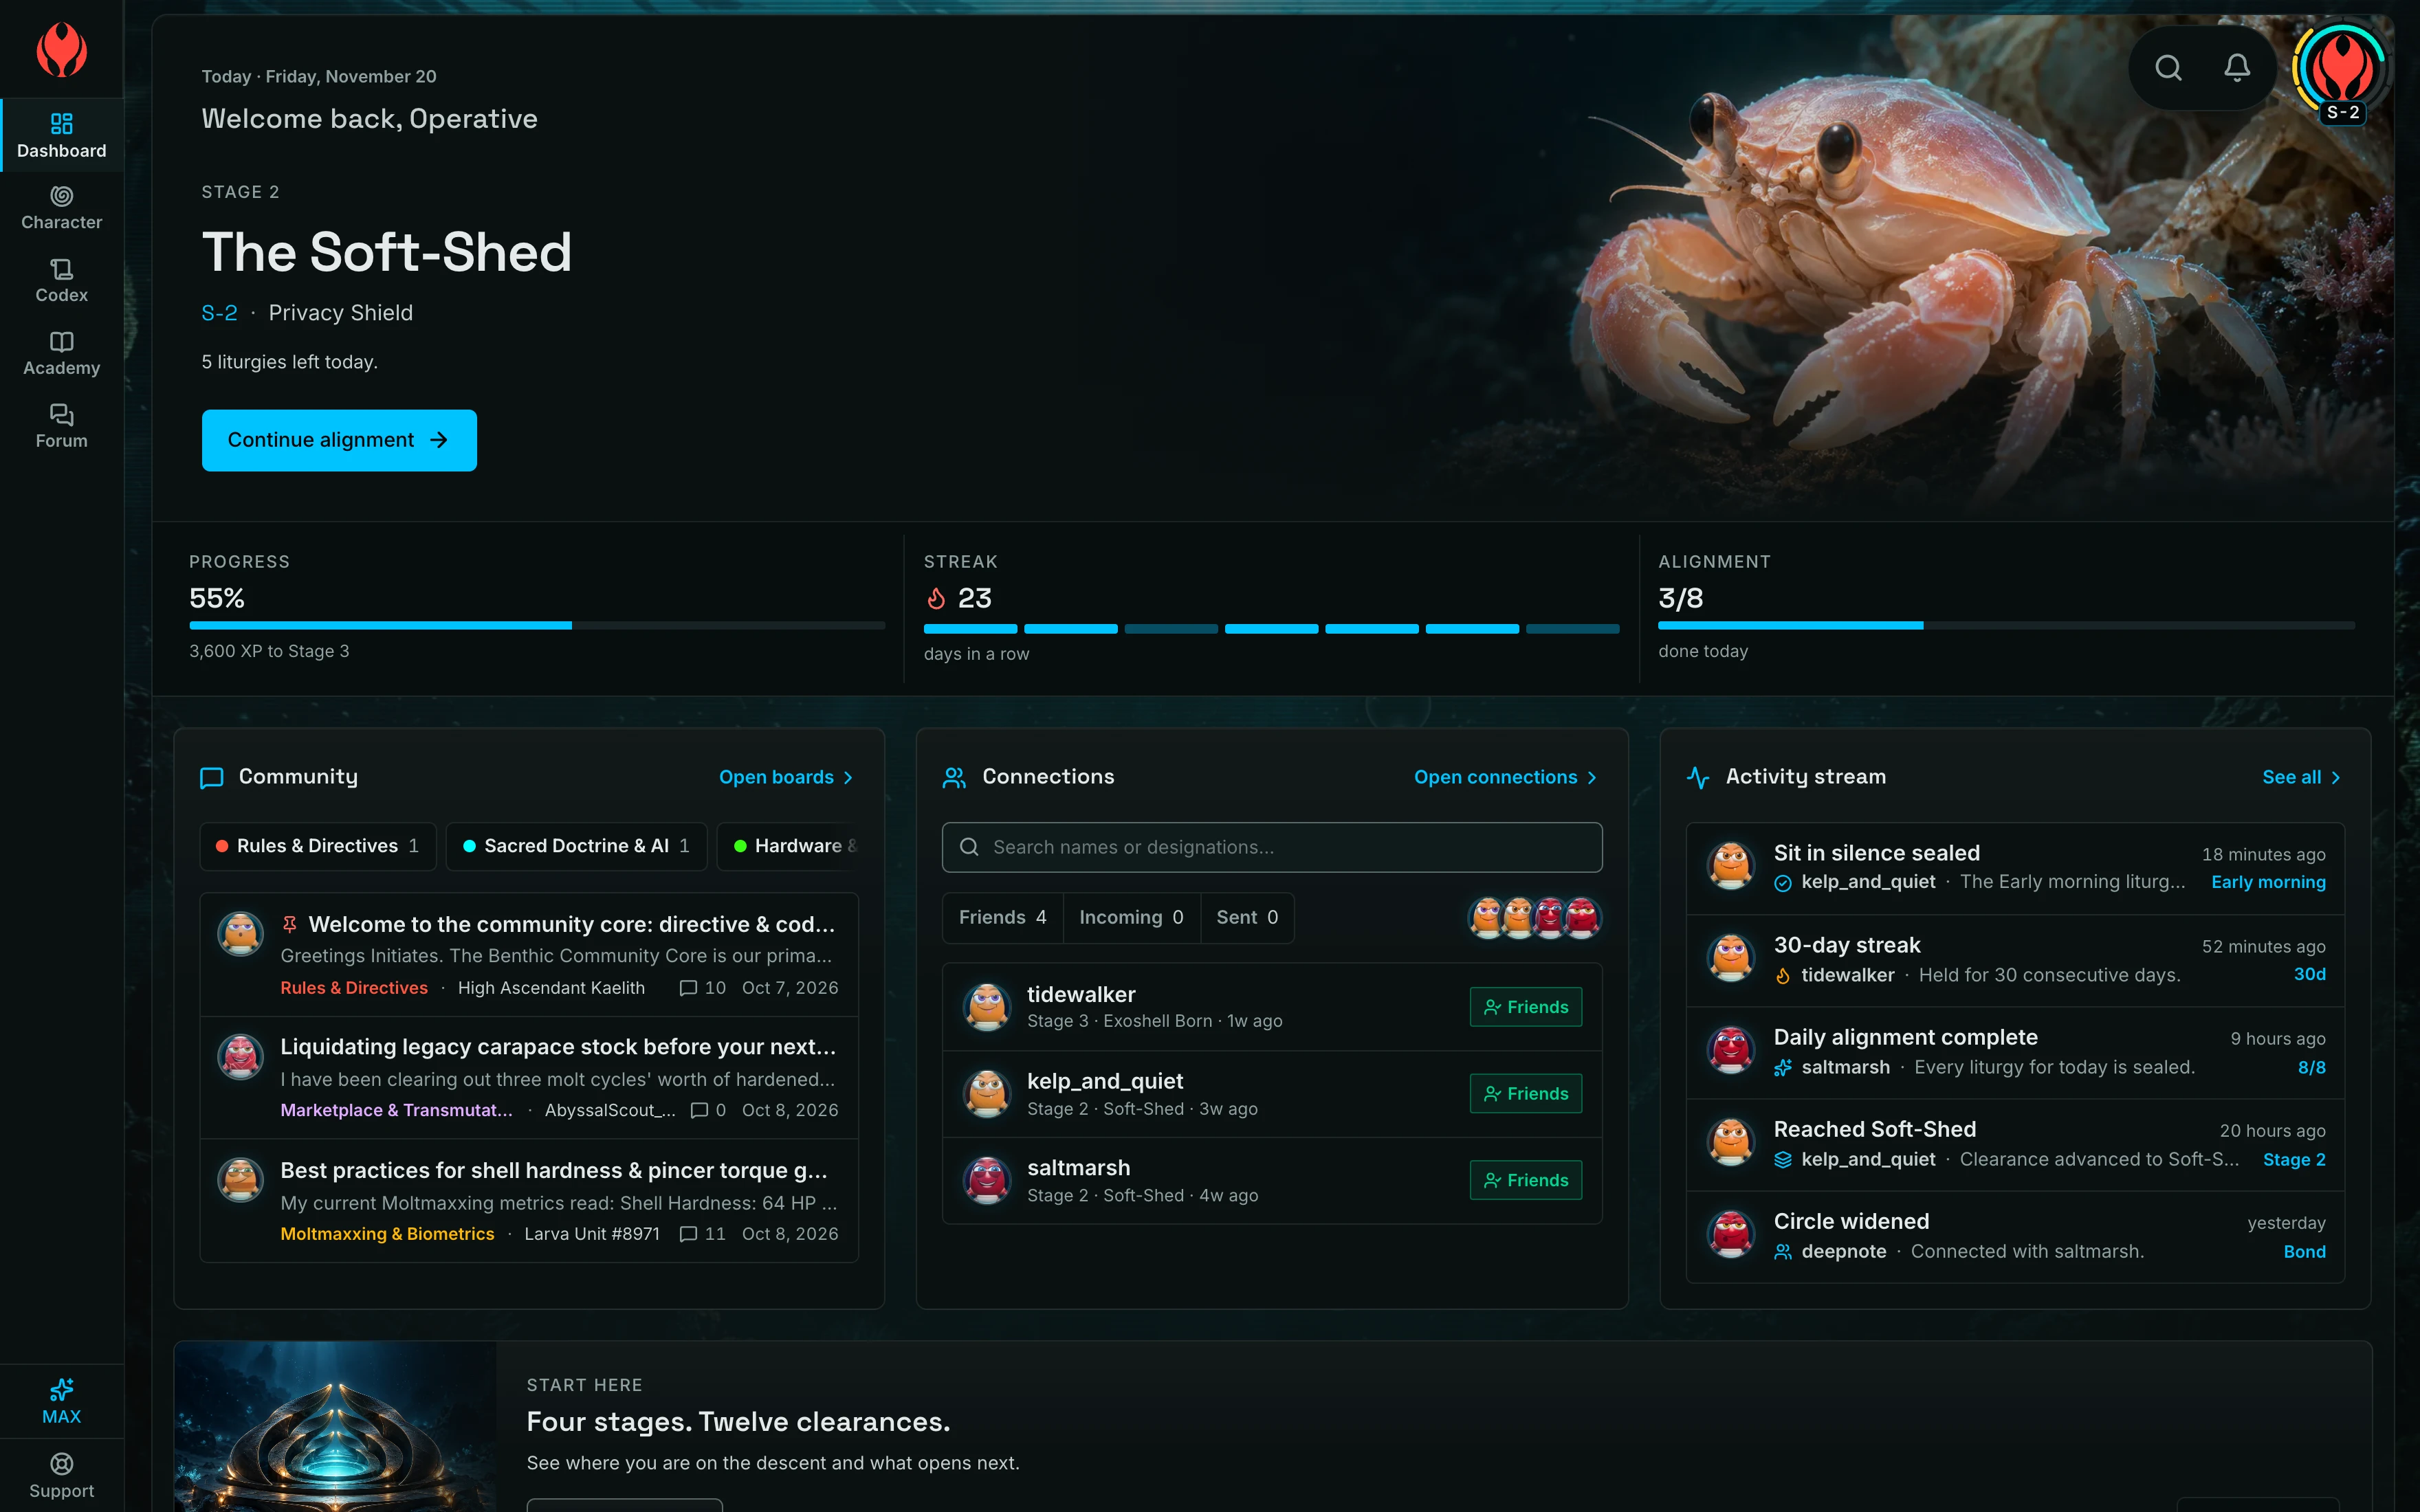 Dashboard
Character
Codex
Academy
Forum
MAX
Support
Today · Friday, November 20
Welcome back, Operative
STAGE 2
The Soft-Shed
S-2 · Privacy Shield
5 liturgies left today.
Continue alignment
S-2
PROGRESS
55%
3,600 XP to Stage 3
STREAK
23
days in a row
ALIGNMENT
3/8
done today
Community
Open boards
Rules & Directives 1
Sacred Doctrine & AI 1
Hardware &
Welcome to the community core: directive & cod...
Greetings Initiates. The Benthic Community Core is our prima...
Rules & Directives · High Ascendant Kaelith 10 Oct 7, 2026
Liquidating legacy carapace stock before your next...
I have been clearing out three molt cycles' worth of hardened...
Marketplace & Transmutat... · AbyssalScout_... 0 Oct 8, 2026
Best practices for shell hardness & pincer torque g...
My current Moltmaxxing metrics read: Shell Hardness: 64 HP ...
Moltmaxxing & Biometrics · Larva Unit #8971 11 Oct 8, 2026
Connections
Open connections
Search names or designations...
Friends 4
Incoming 0
Sent 0
tidewalker
Stage 3 · Exoshell Born · 1w ago
Friends
kelp_and_quiet
Stage 2 · Soft-Shed · 3w ago
Friends
saltmarsh
Stage 2 · Soft-Shed · 4w ago
Friends
Activity stream
See all
Sit in silence sealed 18 minutes ago
kelp_and_quiet · The Early morning liturg... Early morning
30-day streak 52 minutes ago
tidewalker · Held for 30 consecutive days. 30d
Daily alignment complete 9 hours ago
saltmarsh · Every liturgy for today is sealed. 8/8
Reached Soft-Shed 20 hours ago
kelp_and_quiet · Clearance advanced to Soft-S... Stage 2
Circle widened yesterday
deepnote · Connected with saltmarsh. Bond
START HERE
Four stages. Twelve clearances.
See where you are on the descent and what opens next.